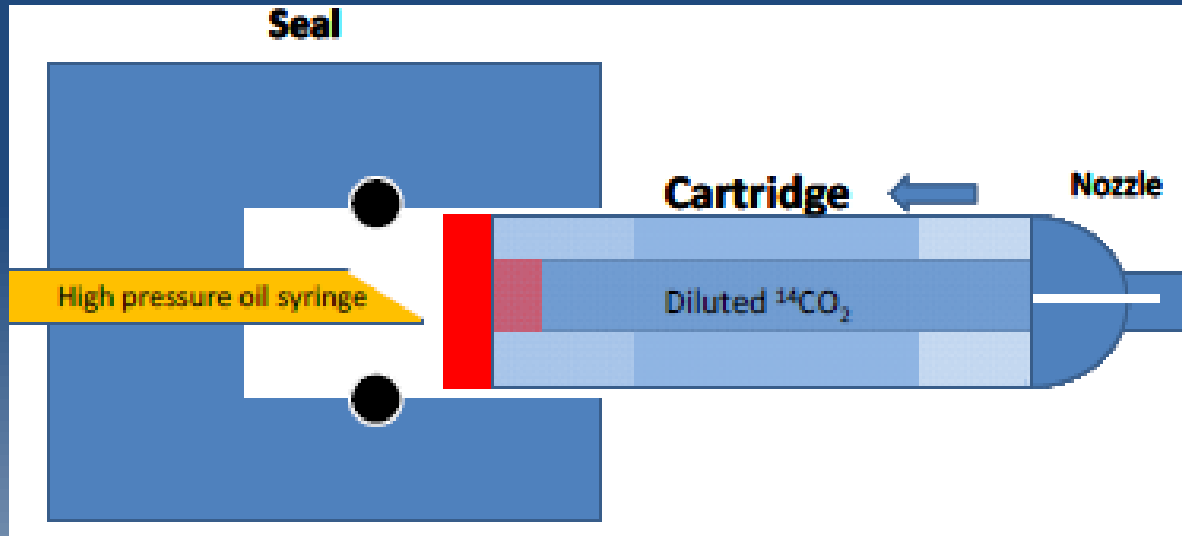 Seal
Cartridge
Nozzle
High pressure oil syringe
Diluted ¹⁴CO₂